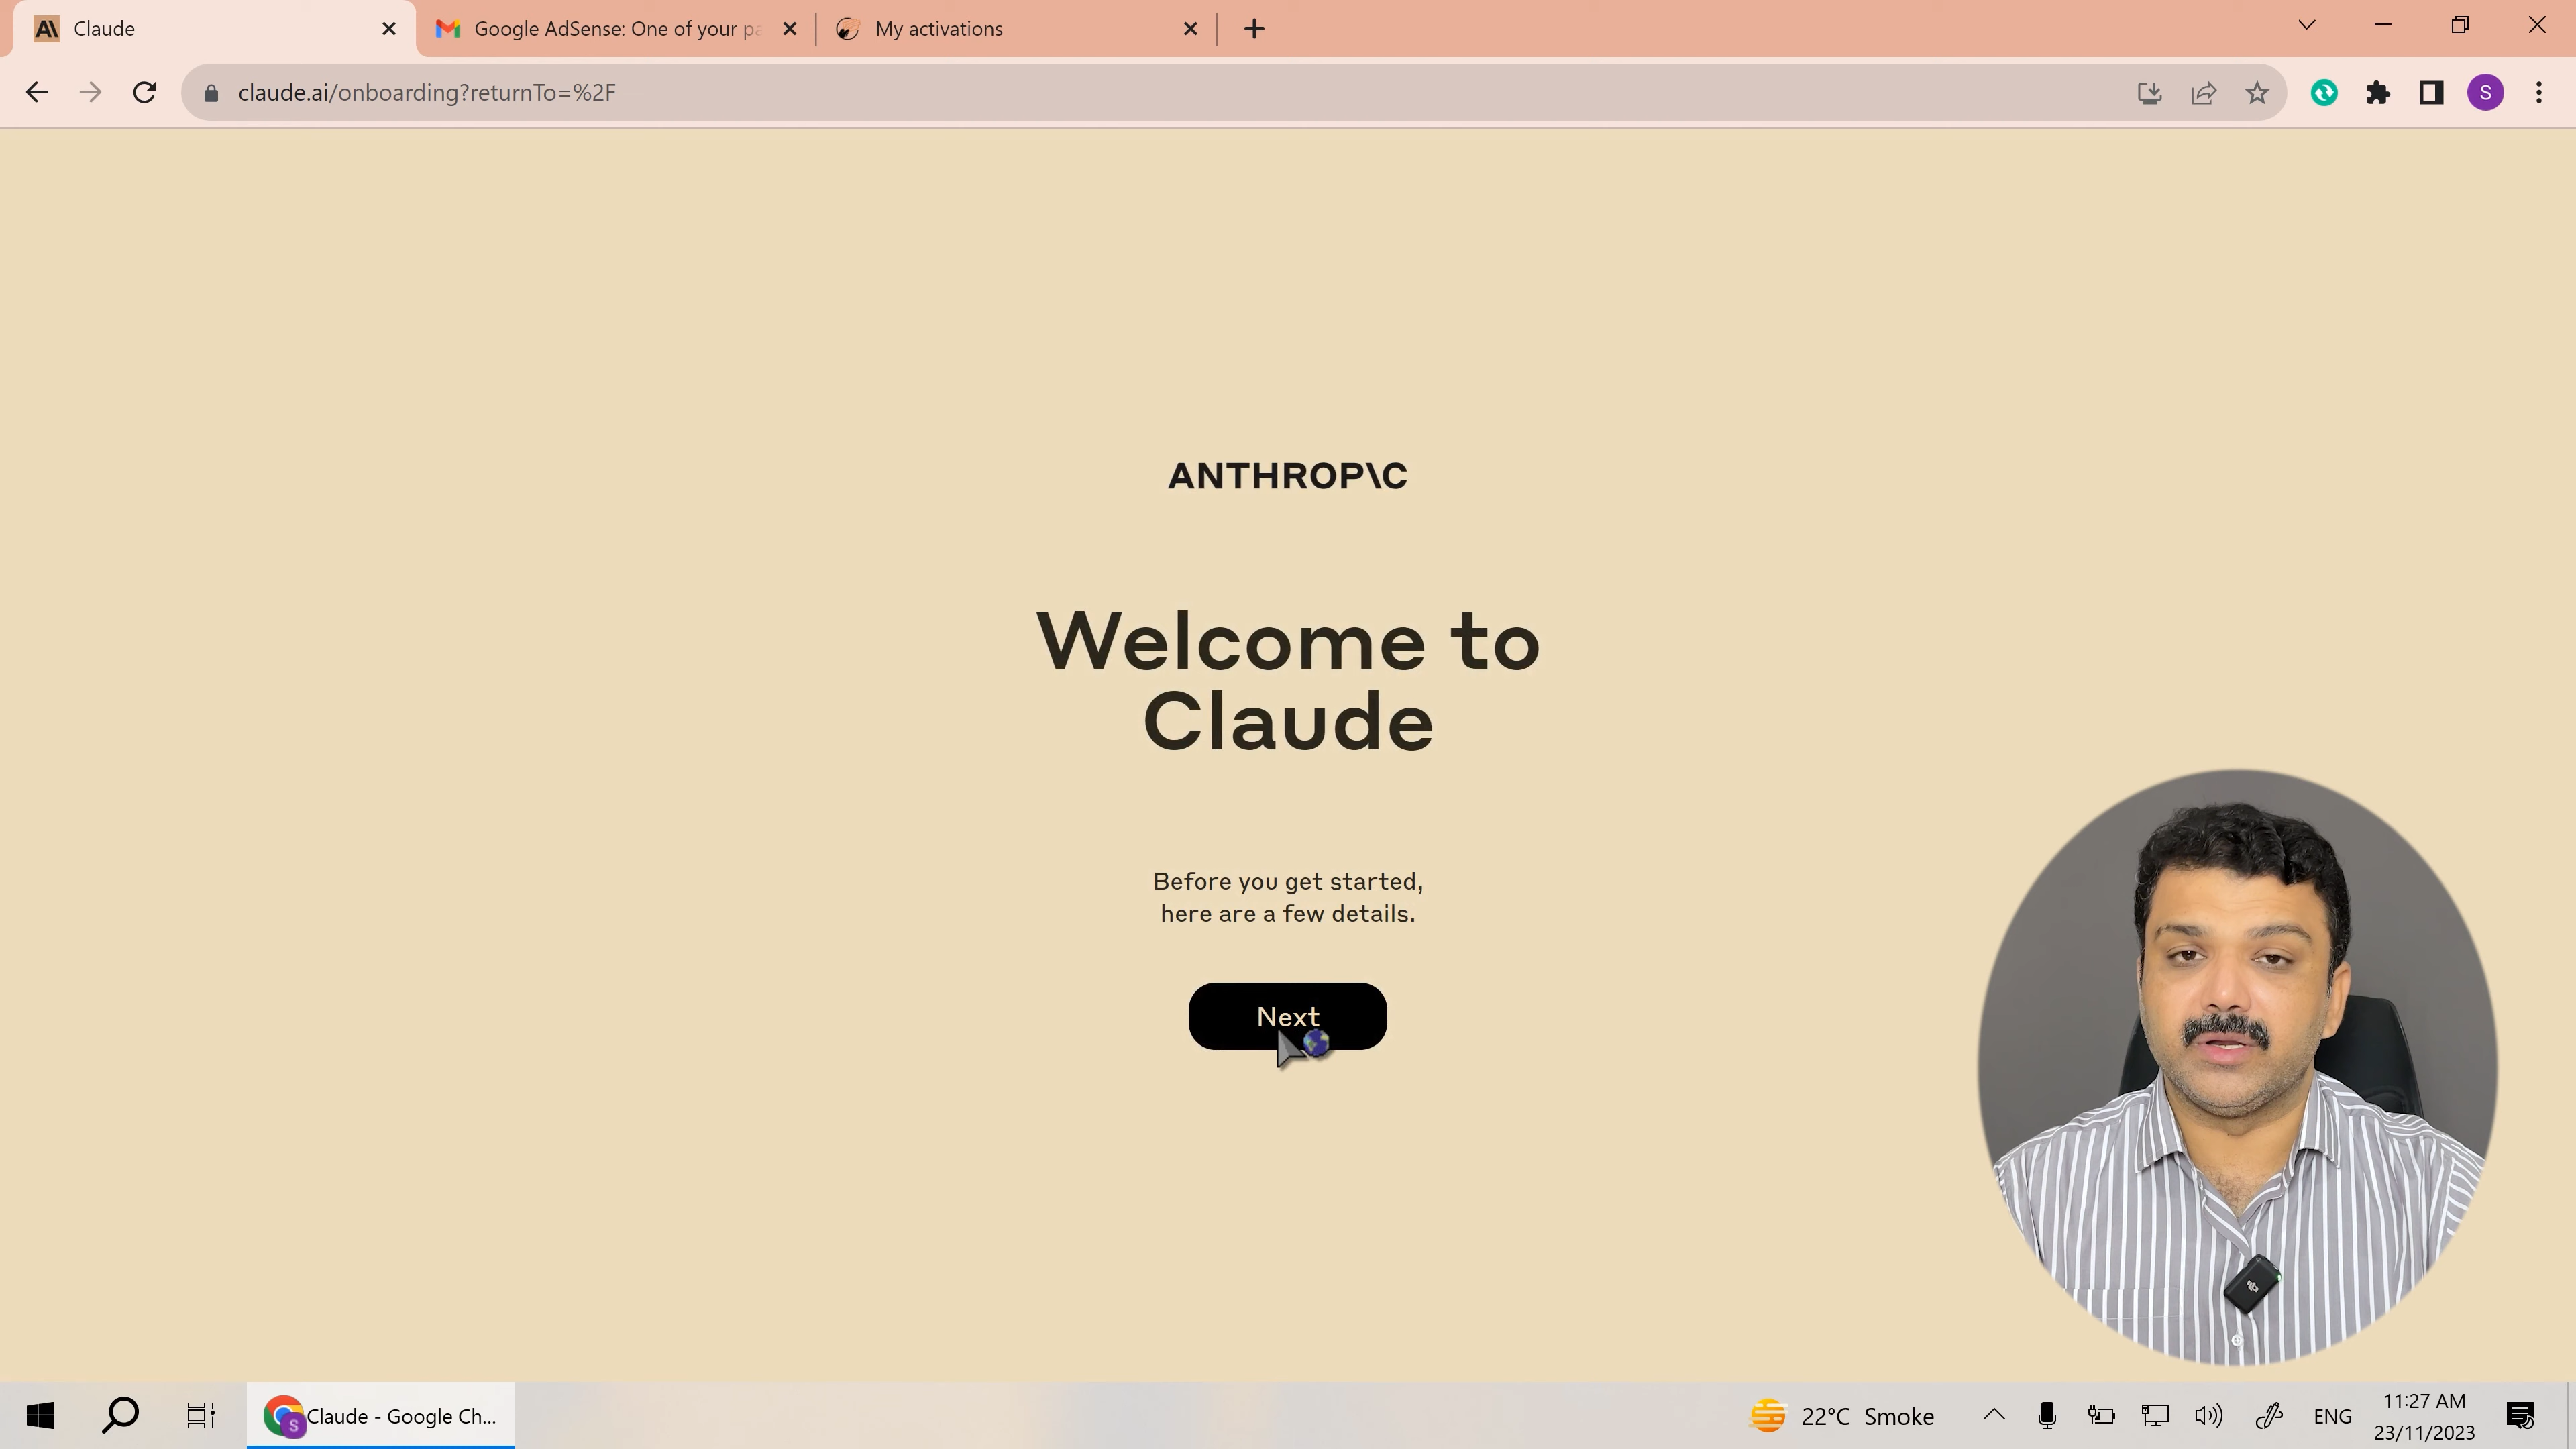 Claude
Google AdSense: One of your pa
My activations
claude.ai/onboarding?returnTo=%2F
S
ANTHROP\C
Welcome to
Claude
Before you get started,
here are a few details.
Next
S
Claude - Google Ch...
22°C Smoke
ENG
11:27 AM
23/11/2023